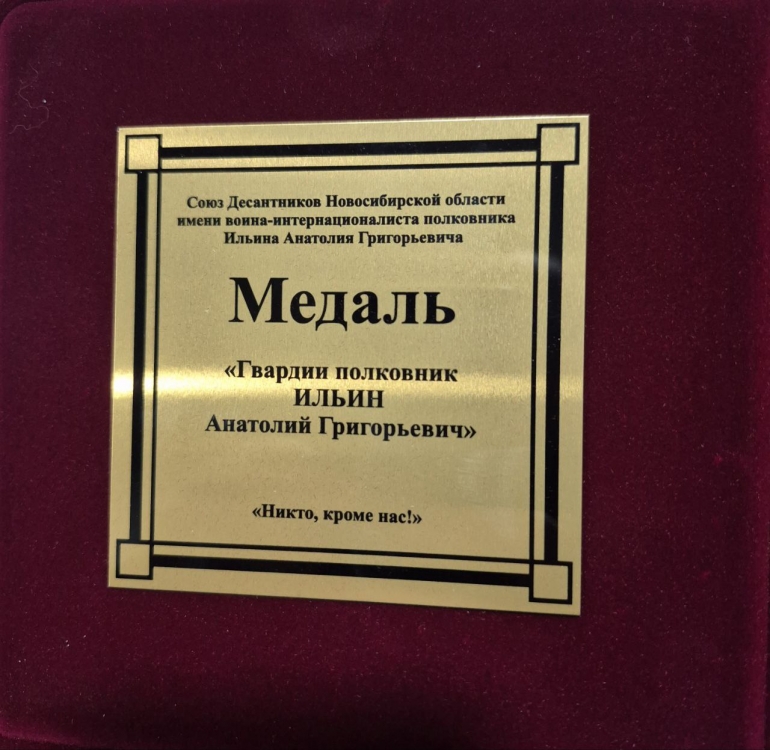 Союз Десантников Новосибирской области
имени воина-интернационалиста полковника
Ильина Анатолия Григорьевича
Медаль
«Гвардии полковник
ИЛЬИН
Анатолий Григорьевич»
«Никто, кроме нас!»